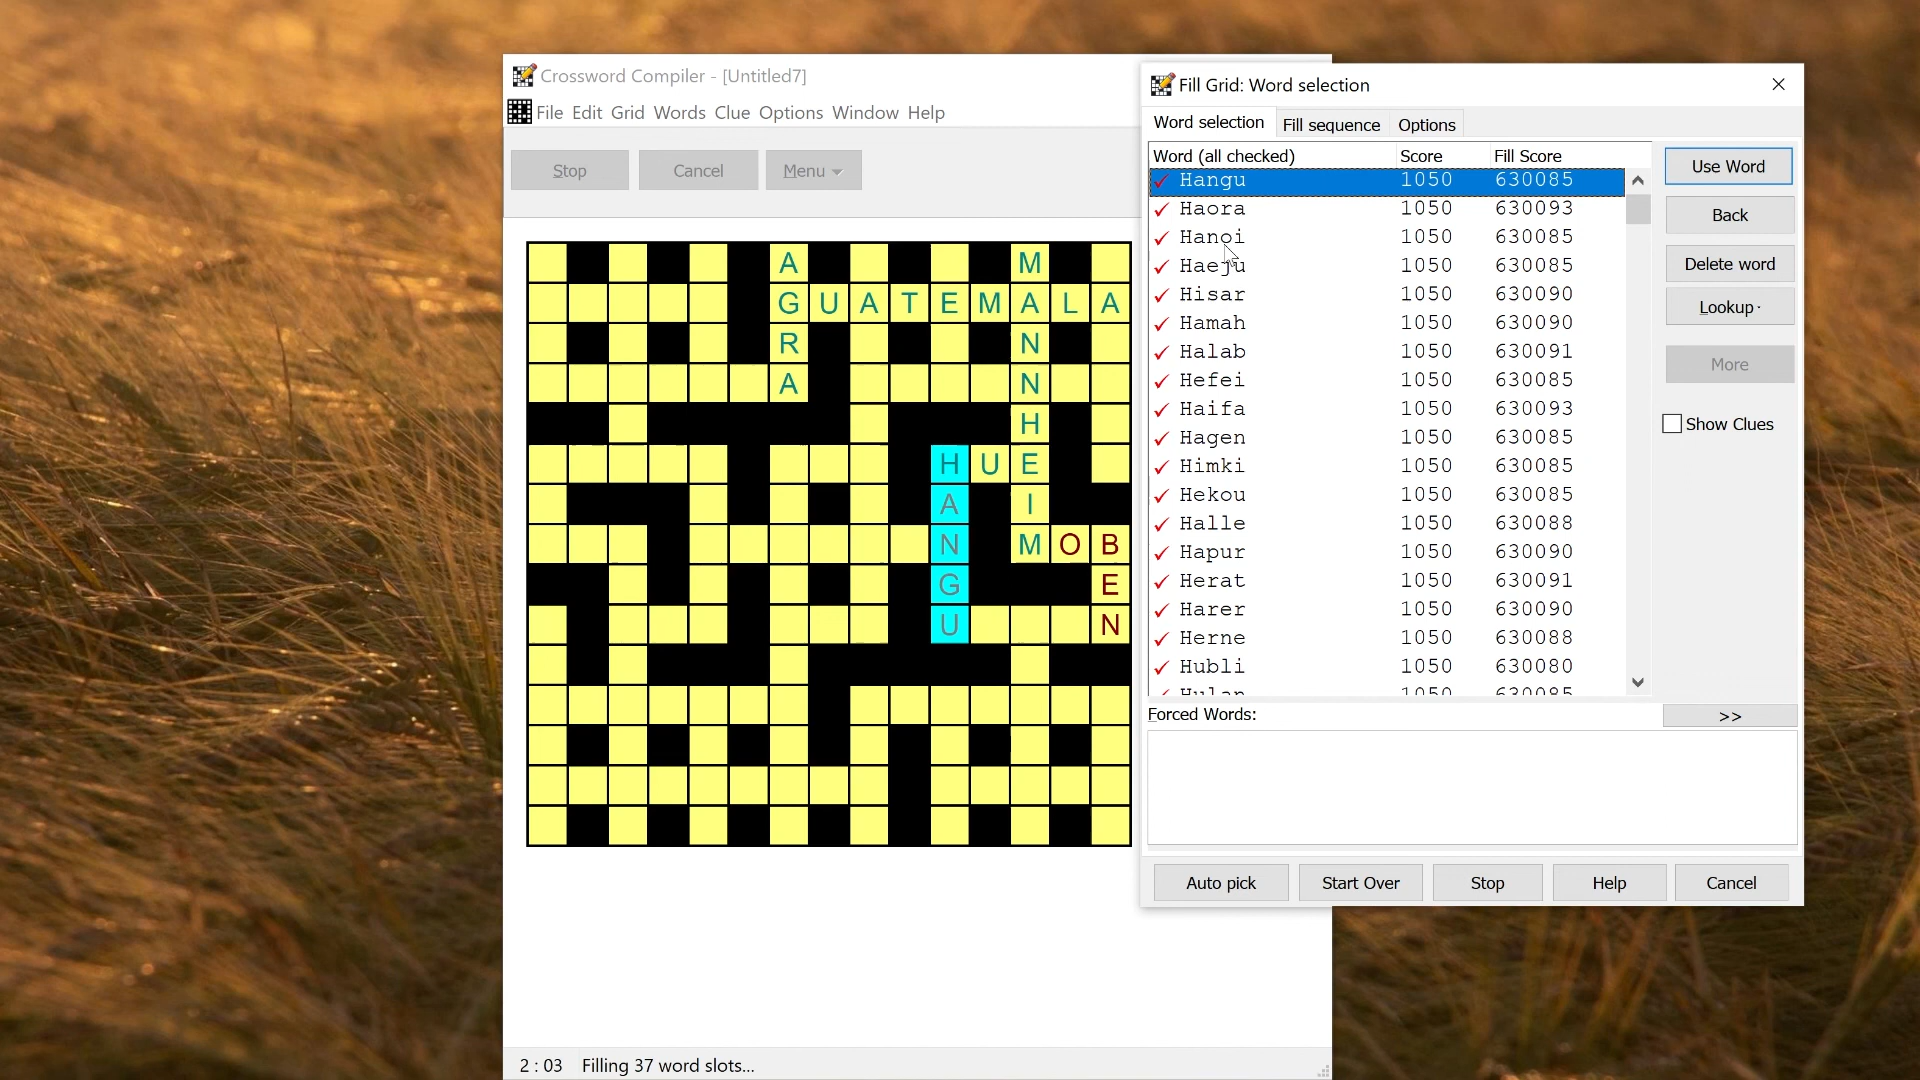 Crossword Compiler - [Untitled7]
File Edit Grid Words Clue Options Window Help
Stop Cancel Menu
A M
G U A T E M A L A
R N
A N
H
H U E
A I
N M O B
G E
U N
2 : 03 Filling 37 word slots...
Fill Grid: Word selection
Word selection Fill sequence Options
Word (all checked) Score Fill Score
Hangu 1050 630085
Haora 1050 630093
Hanoi 1050 630085
Haeju 1050 630085
Hisar 1050 630090
Hamah 1050 630090
Halab 1050 630091
Hefei 1050 630085
Haifa 1050 630093
Hagen 1050 630085
Himki 1050 630085
Hekou 1050 630085
Halle 1050 630088
Hapur 1050 630090
Herat 1050 630091
Harer 1050 630090
Herne 1050 630088
Hubli 1050 630080
Hulan 1050 630085
Use Word
Back
Delete word
Lookup
More
Show Clues
Forced Words:
>>
Auto pick Start Over Stop Help Cancel